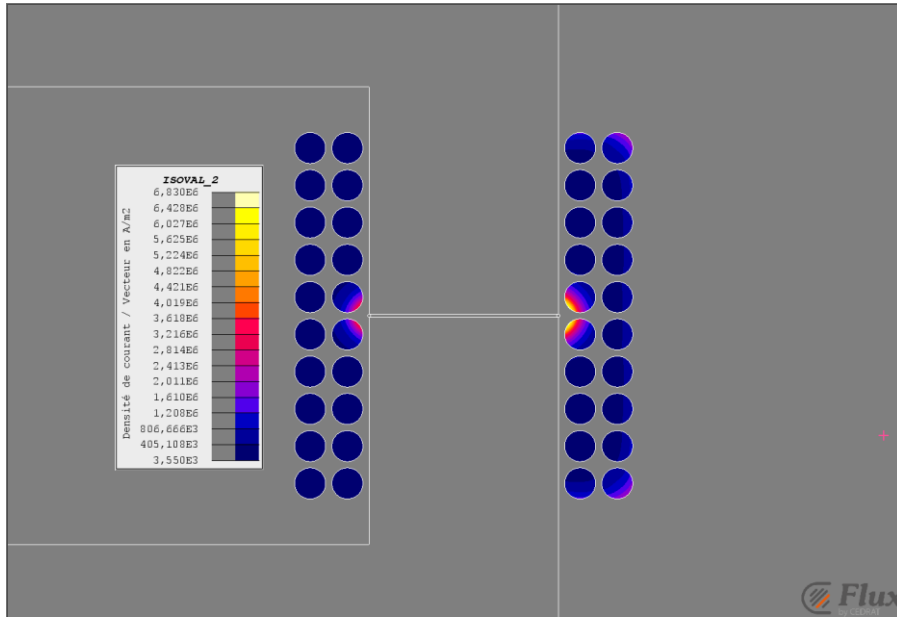 ISOVAL_2
Densité de courant / Vecteur en A/m2
6,830E6
6,428E6
6,027E6
5,625E6
5,224E6
4,822E6
4,421E6
4,019E6
3,618E6
3,216E6
2,814E6
2,413E6
2,011E6
1,610E6
1,208E6
806,666E3
405,108E3
3,550E3
Flux
by CEDRAT